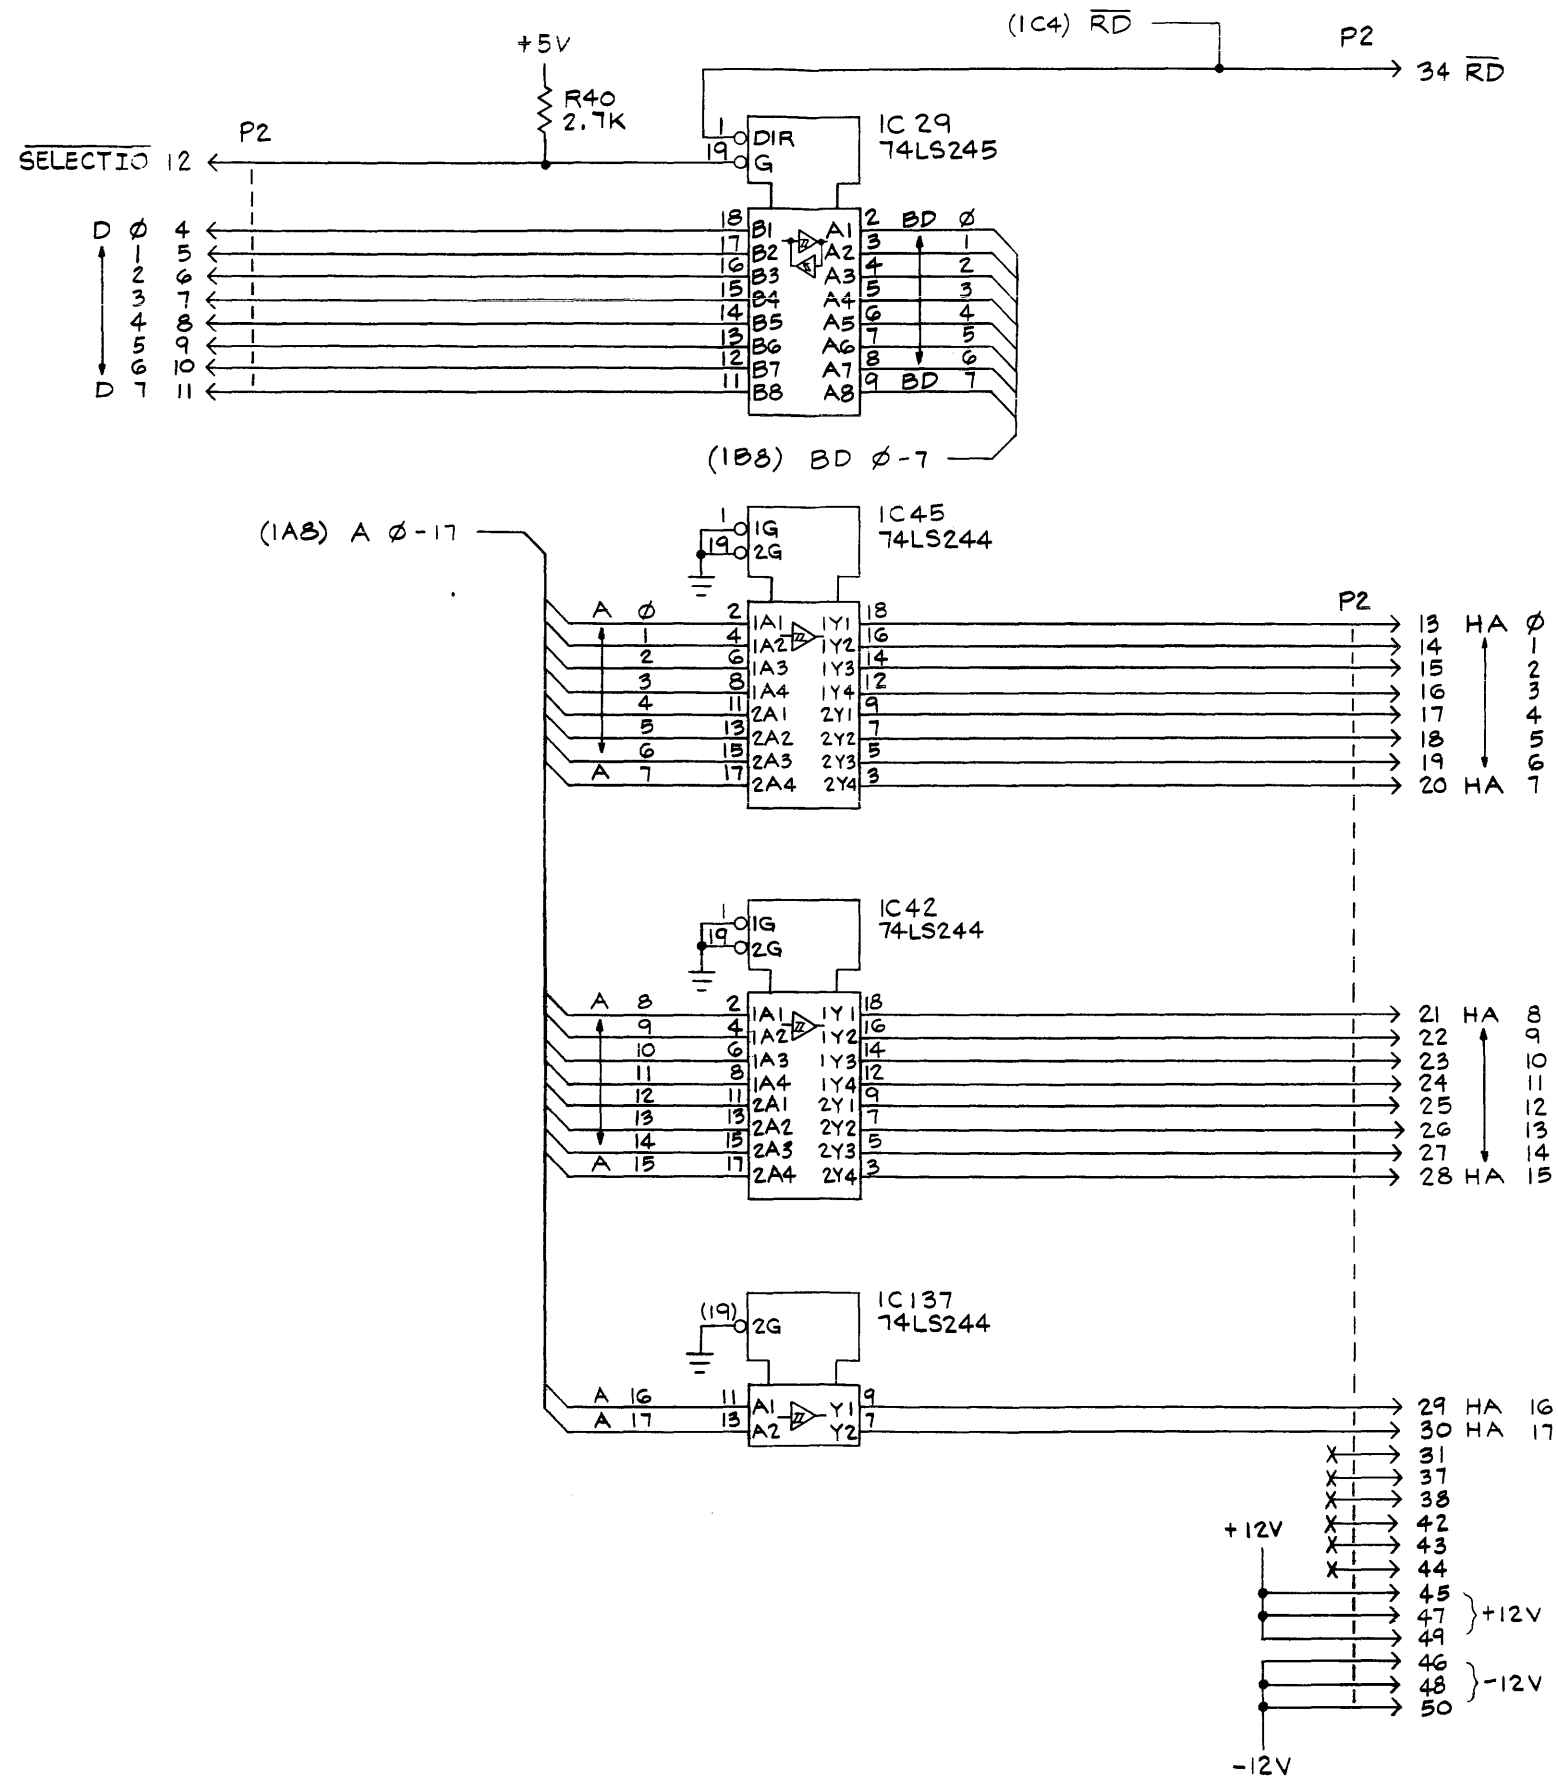 (1C4) RD
P2
34 RD
+5V
R40
2.7K
P2
SELECTIO 12
IC 29
74LS245
1 DIR
19 G
D Ø 4 18 B1 A1 2 BD Ø
1 5 17 B2 A2 3 1
2 6 16 B3 A3 4 2
3 7 15 B4 A4 5 3
4 8 14 B5 A5 6 4
5 9 13 B6 A6 7 5
6 10 12 B7 A7 8 6
D 7 11 11 B8 A8 9 BD 7
(1B8) BD Ø-7
(1A8) A Ø-17
IC45
74LS244
1 1G
19 2G
P2
A Ø 2 1A1 1Y1 18 13 HA Ø
1 4 1A2 1Y2 16 14 1
2 6 1A3 1Y3 14 15 2
3 8 1A4 1Y4 12 16 3
4 11 2A1 2Y1 9 17 4
5 13 2A2 2Y2 7 18 5
6 15 2A3 2Y3 5 19 6
A 7 17 2A4 2Y4 3 20 HA 7
IC42
74LS244
1 1G
19 2G
A 8 2 1A1 1Y1 18 21 HA 8
9 4 1A2 1Y2 16 22 9
10 6 1A3 1Y3 14 23 10
11 8 1A4 1Y4 12 24 11
12 11 2A1 2Y1 9 25 12
13 13 2A2 2Y2 7 26 13
14 15 2A3 2Y3 5 27 14
A 15 17 2A4 2Y4 3 28 HA 15
IC137
74LS244
(19) 2G
A 16 11 A1 Y1 9 29 HA 16
A 17 13 A2 Y2 7 30 HA 17
X 31
X 37
X 38
X 42
X 43
X 44
+12V
45
47 } +12V
49
46
48 } -12V
50
-12V